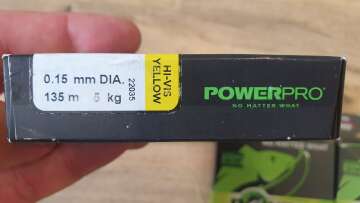 0.15 mm DIA.
135 m 5 kg
22035
HI-VIS
YELLOW
POWERPRO
NO MATTER WHAT